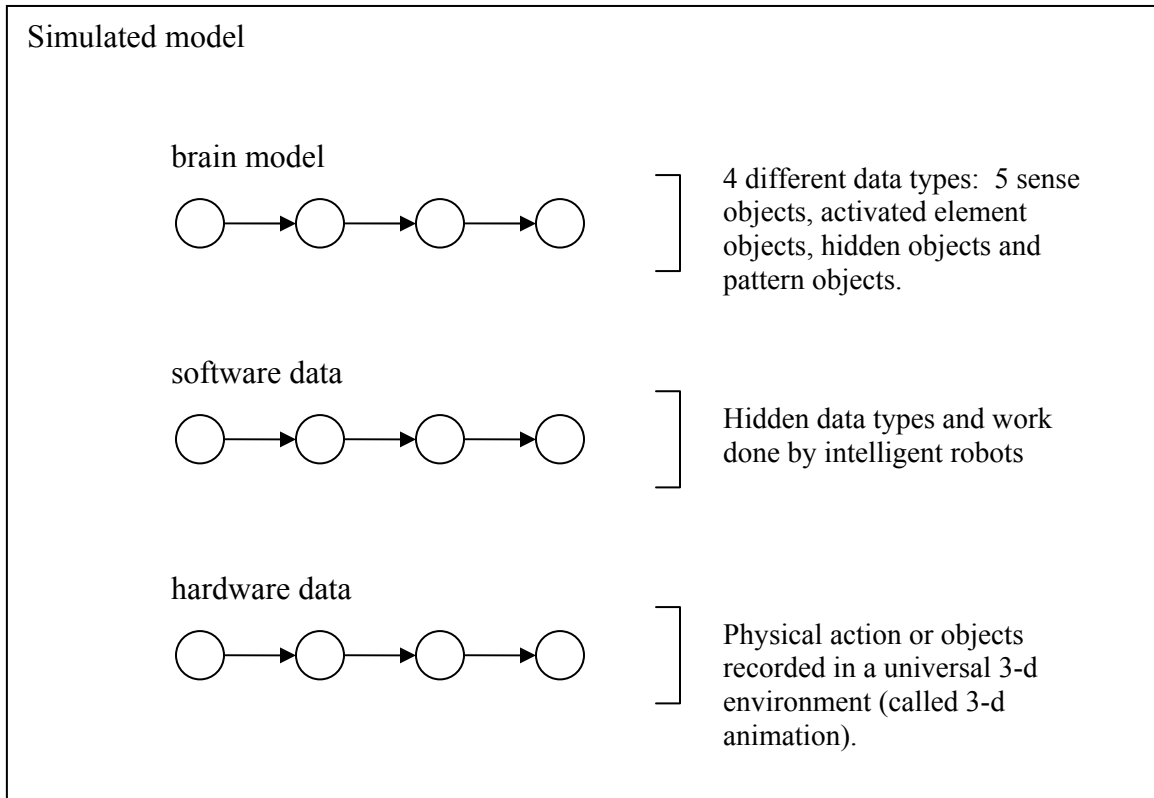 Simulated model
brain model
4 different data types:  5 sense
objects, activated element
objects, hidden objects and
pattern objects.
software data
Hidden data types and work
done by intelligent robots
hardware data
Physical action or objects
recorded in a universal 3-d
environment (called 3-d
animation).